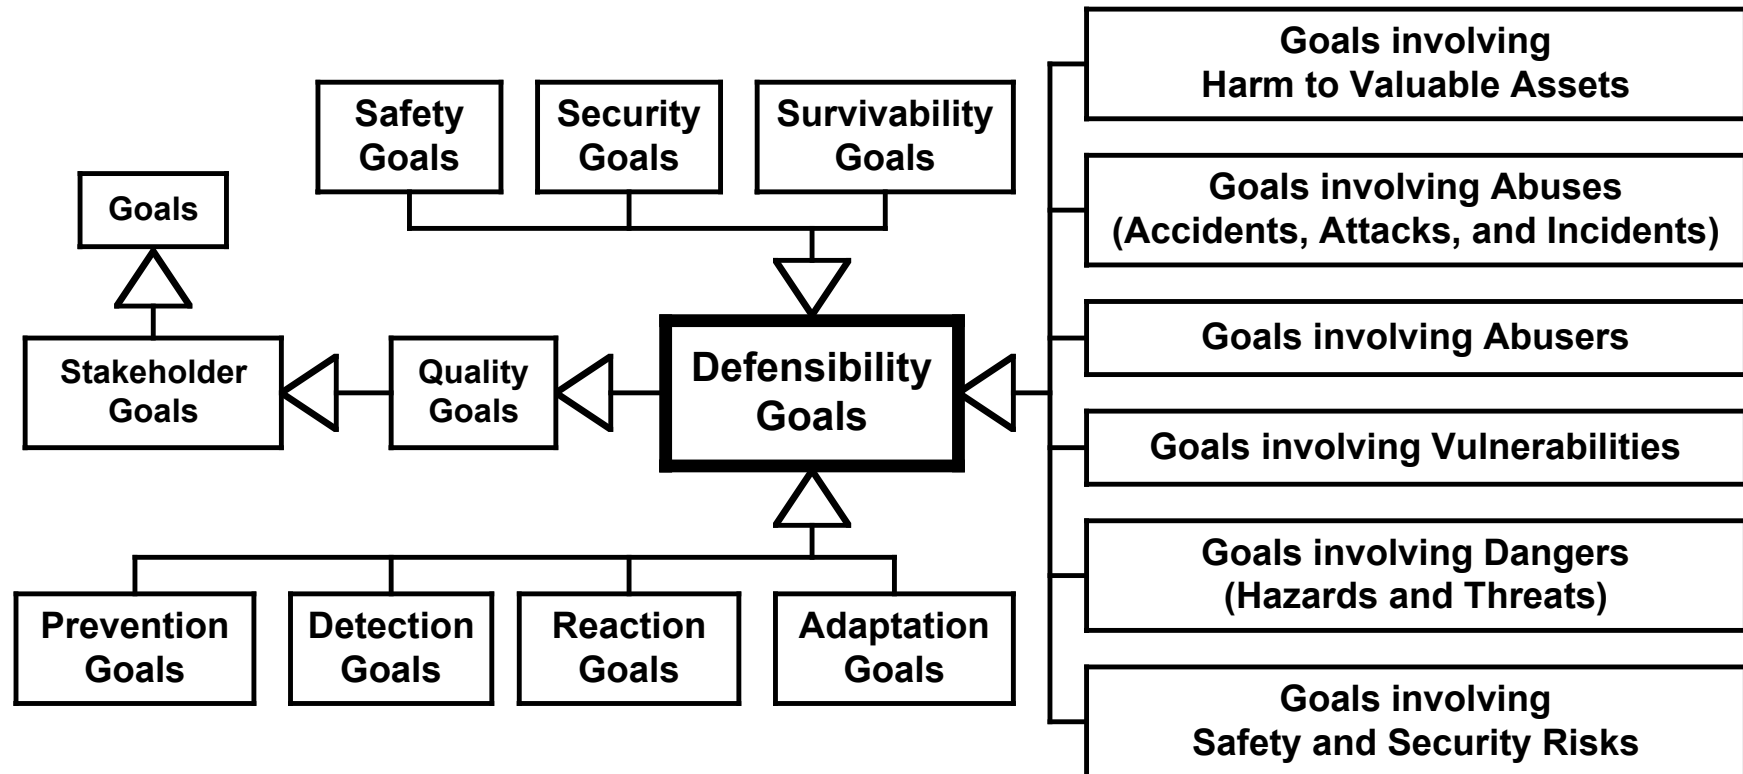 Goals involving
Harm to Valuable Assets
Safety
Goals
Security
Goals
Survivability
Goals
Goals involving Abuses
(Accidents, Attacks, and Incidents)
Goals
Goals involving Abusers
Stakeholder
Goals
Quality
Goals
Defensibility
Goals
Goals involving Vulnerabilities
Goals involving Dangers
(Hazards and Threats)
Prevention
Goals
Detection
Goals
Reaction
Goals
Adaptation
Goals
Goals involving
Safety and Security Risks